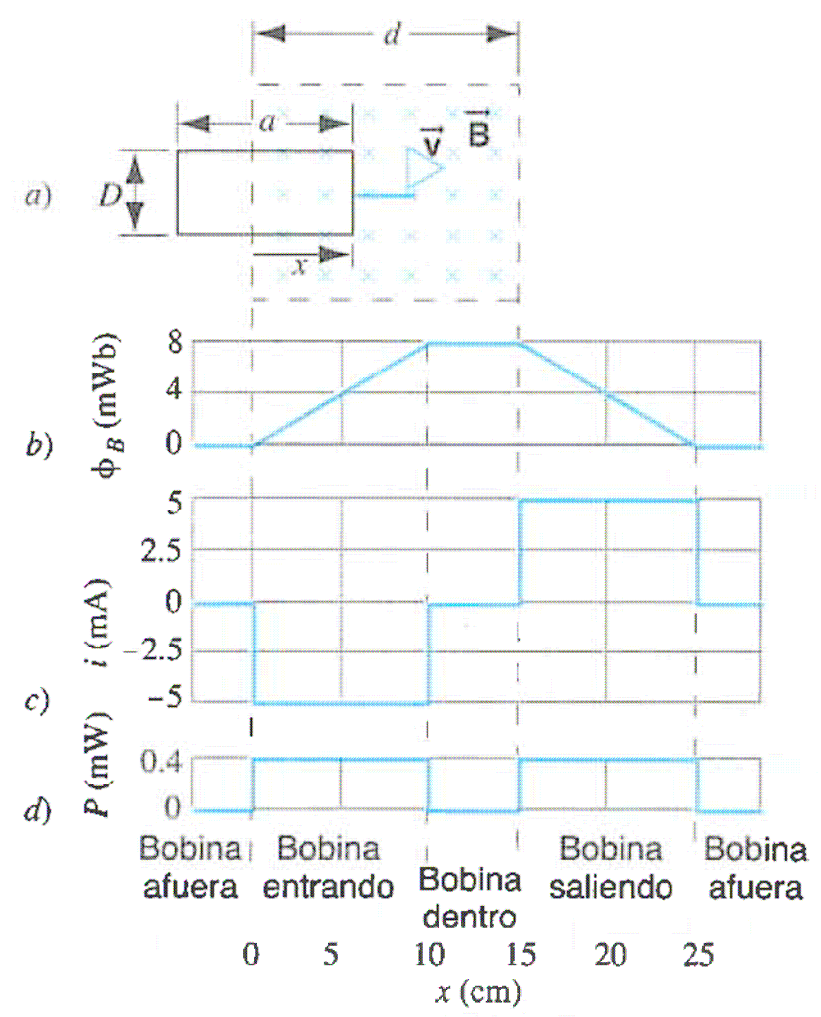 d
a
v B
a) D
x
b) ϕB (mWb)
8
4
0
c) i (mA)
5
2.5
0
−2.5
−5
d) P (mW)
0.4
0
Bobina afuera
Bobina entrando
Bobina dentro
Bobina saliendo
Bobina afuera
0 5 10 15 20 25
x (cm)